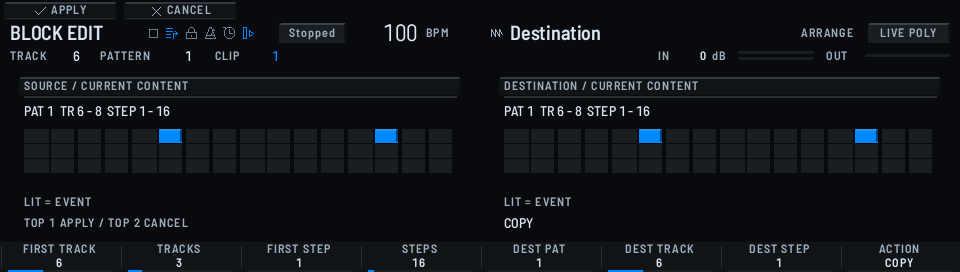 APPLY CANCEL
BLOCK EDIT Stopped 100 BPM Destination ARRANGE LIVE POLY
TRACK 6 PATTERN 1 CLIP 1 IN 0 dB OUT
SOURCE / CURRENT CONTENT DESTINATION / CURRENT CONTENT
PAT 1 TR 6 - 8 STEP 1 - 16 PAT 1 TR 6 - 8 STEP 1 - 16
LIT = EVENT LIT = EVENT
TOP 1 APPLY / TOP 2 CANCEL COPY
FIRST TRACK TRACKS FIRST STEP STEPS DEST PAT DEST TRACK DEST STEP ACTION
6 3 1 16 1 6 1 COPY